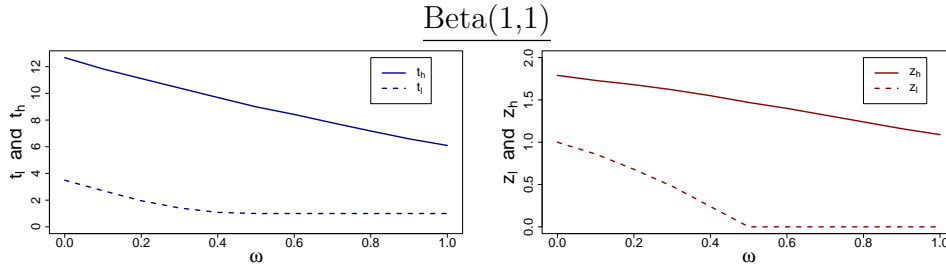 Beta(1,1)
t_l and t_h
12
10
8
6
4
2
0
t_h
t_l
0.0 0.2 0.4 0.6 0.8 1.0
ω
z_l and z_h
2.0
1.5
1.0
0.5
0.0
z_h
z_l
0.0 0.2 0.4 0.6 0.8 1.0
ω